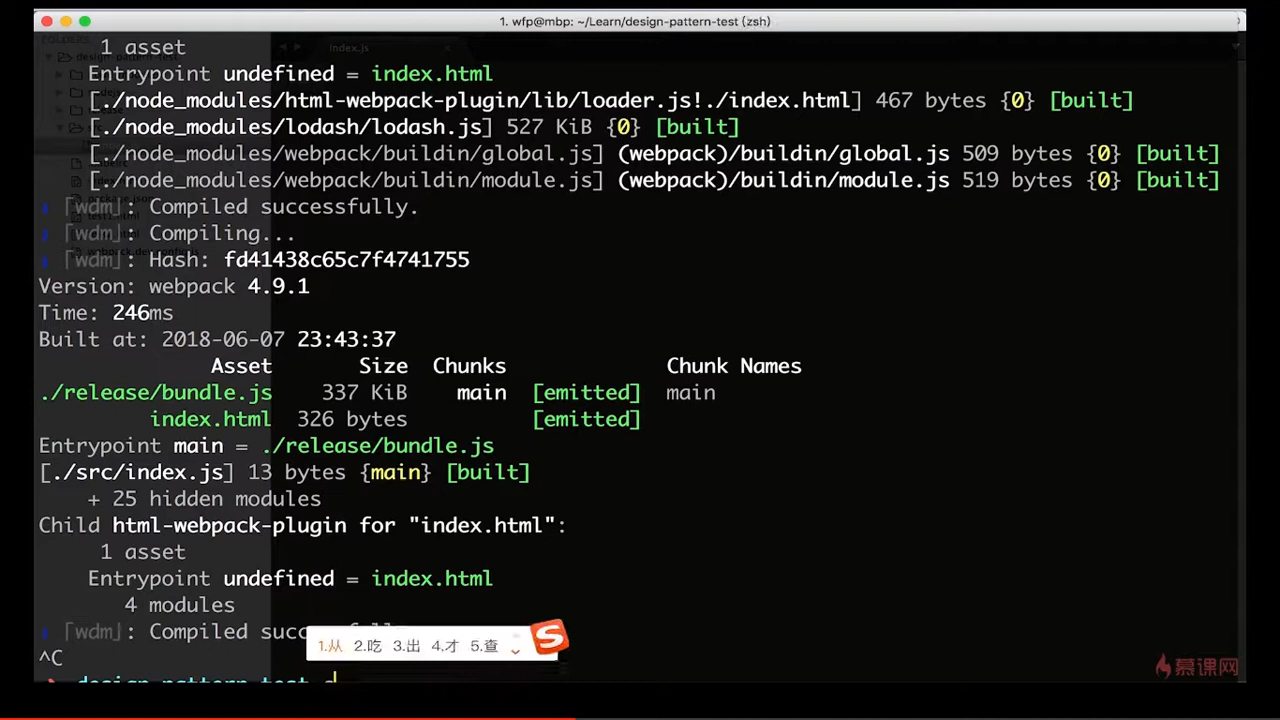 1. wfp@mbp: ~/Learn/design-pattern-test (zsh)
index.js
1 asset
Entrypoint undefined = index.html
[./node_modules/html-webpack-plugin/lib/loader.js!./index.html] 467 bytes {0} [built]
[./node_modules/lodash/lodash.js] 527 KiB {0} [built]
[./node_modules/webpack/buildin/global.js] (webpack)/buildin/global.js 509 bytes {0} [built]
[./node_modules/webpack/buildin/module.js] (webpack)/buildin/module.js 519 bytes {0} [built]
ℹ ｢wdm｣: Compiled successfully.
ℹ ｢wdm｣: Compiling...
ℹ ｢wdm｣: Hash: fd41438c65c7f4741755
Version: webpack 4.9.1
Time: 246ms
Built at: 2018-06-07 23:43:37
Asset Size Chunks Chunk Names
./release/bundle.js 337 KiB main [emitted] main
index.html 326 bytes [emitted]
Entrypoint main = ./release/bundle.js
[./src/index.js] 13 bytes {main} [built]
+ 25 hidden modules
Child html-webpack-plugin for "index.html":
1 asset
Entrypoint undefined = index.html
4 modules
ℹ ｢wdm｣: Compiled successfully.
1.从 2.吃 3.出 4.才 5.查
^C
design-pattern-test c
慕课网